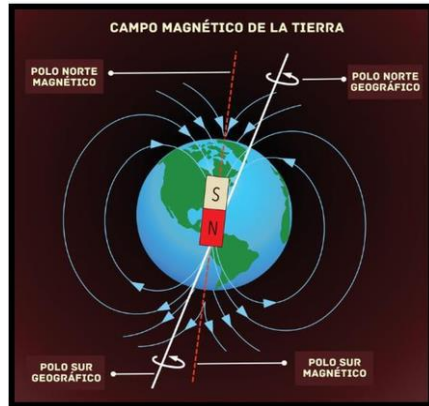 CAMPO MAGNÉTICO DE LA TIERRA
POLO NORTE
MAGNÉTICO
POLO NORTE
GEOGRÁFICO
S
N
POLO SUR
GEOGRÁFICO
POLO SUR
MAGNÉTICO